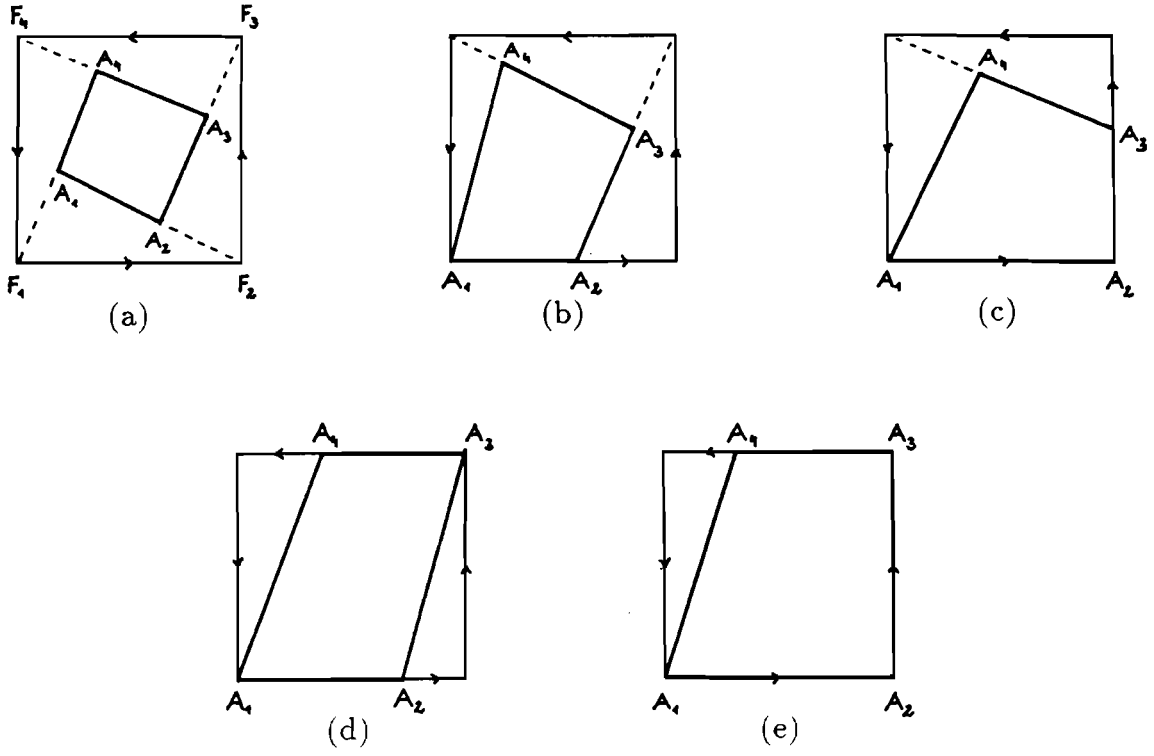 F₄ F₃
A₄
A₃
A₁
A₂
F₁ F₂
(a)
A₄
A₃
A₁ A₂
(b)
A₄
A₃
A₁ A₂
(c)
A₄ A₃
A₁ A₂
(d)
A₄ A₃
A₁ A₂
(e)